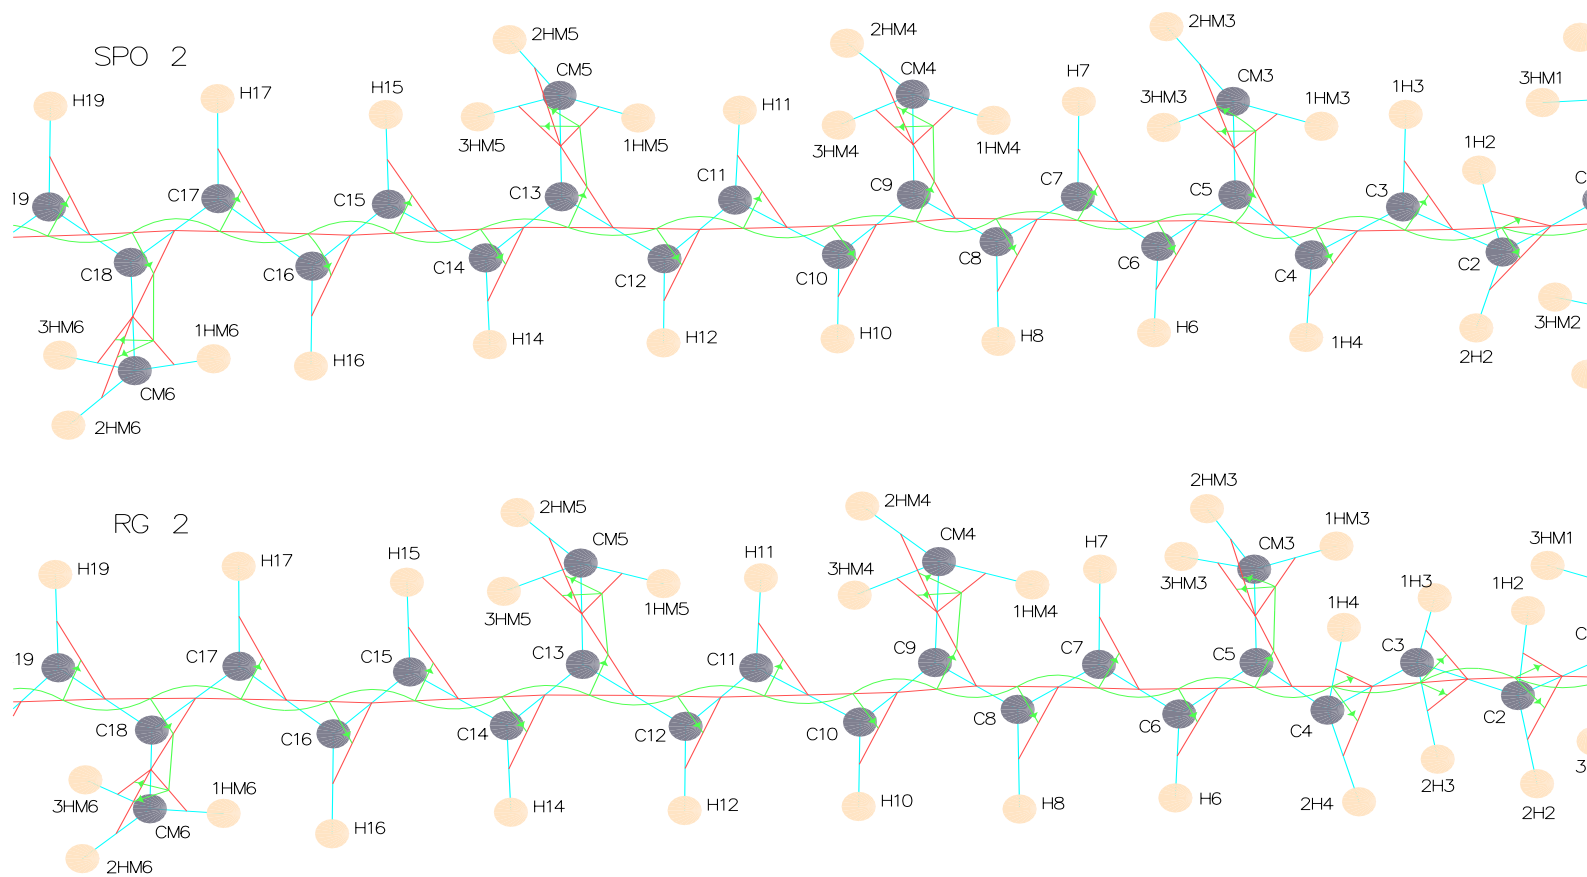 SPO 2
2HM5
2HM4
2HM3
CM5
CM4
CM3
H7
3HM1
H19
H17
H15
H11
1H3
3HM3
1HM3
3HM5
1HM5
3HM4
1HM4
1H2
19
C17
C15
C13
C11
C9
C7
C5
C3
C
C18
C16
C14
C12
C10
C8
C6
C4
C2
3HM6
1HM6
H16
H14
H12
H10
H8
H6
1H4
2H2
3HM2
CM6
2HM6
RG 2
2HM5
2HM4
2HM3
1HM3
CM5
CM4
CM3
H19
H17
H15
H11
H7
3HM1
3HM4
3HM3
1H3
1H2
3HM5
1HM5
1HM4
1H4
19
C17
C15
C13
C11
C9
C7
C5
C3
C
C18
C16
C14
C12
C10
C8
C6
C4
C2
3HM6
1HM6
CM6
2HM6
H16
H14
H12
H10
H8
H6
2H4
2H3
2H2
3